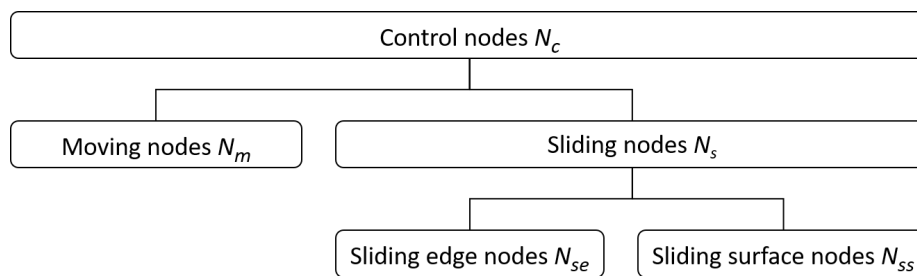 Control nodes N_c
Moving nodes N_m
Sliding nodes N_s
Sliding edge nodes N_se
Sliding surface nodes N_ss